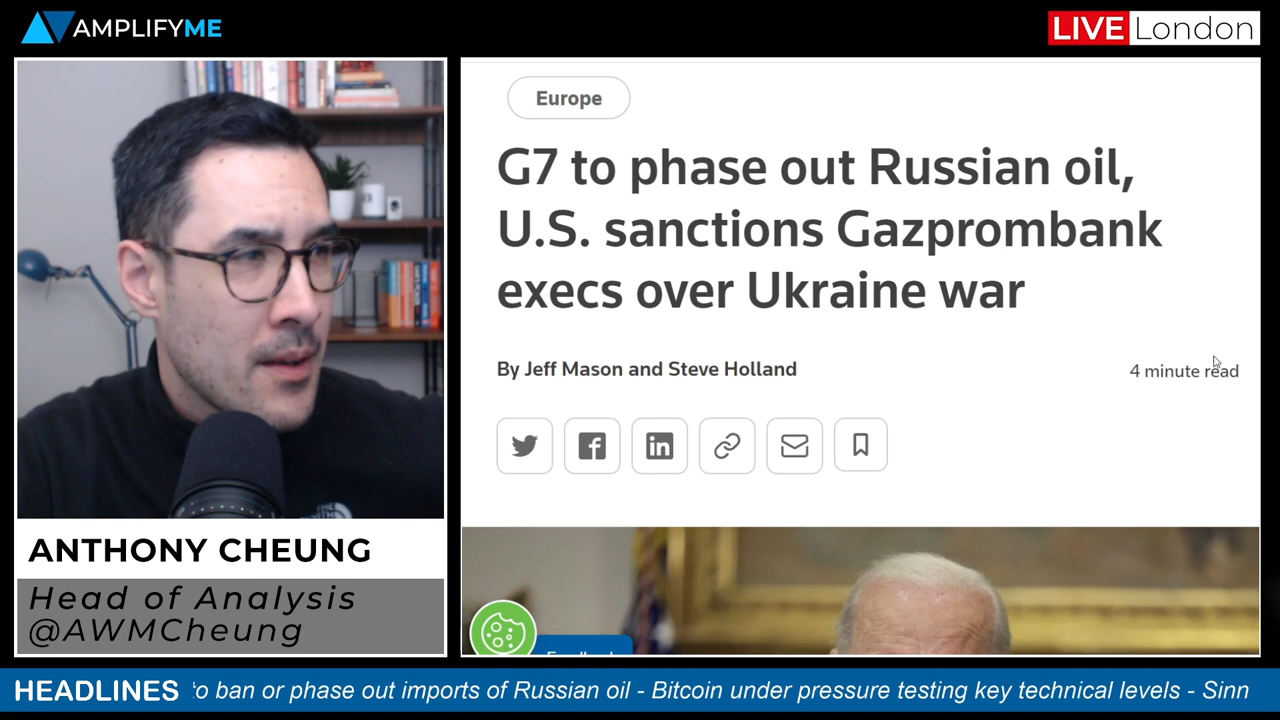 AMPLIFYME
LIVE London
Europe
G7 to phase out Russian oil,
U.S. sanctions Gazprombank
execs over Ukraine war
By Jeff Mason and Steve Holland
4 minute read
ANTHONY CHEUNG
Head of Analysis
@AWMCheung
HEADLINES to ban or phase out imports of Russian oil - Bitcoin under pressure testing key technical levels - Sinn